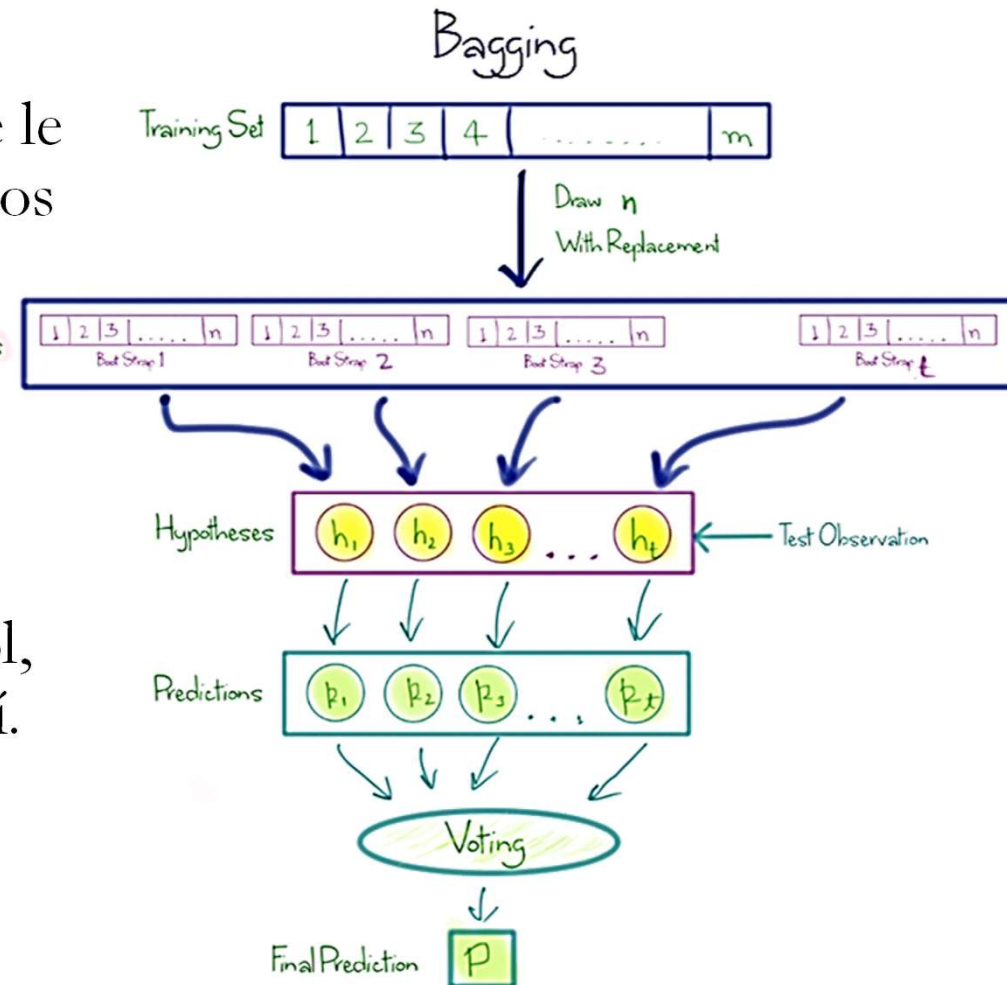 Bagging
le
Training Set 1 2 3 4 ........ m
os
Draw n
With Replacement
1 2 3 ...... n 1 2 3 ...... n 1 2 3 ...... n 1 2 3 ...... n
Boot Strap 1 Boot Strap 2 Boot Strap 3 Boot Strap t
Hypotheses h1 h2 h3 ... ht Test Observation
l,
Predictions p1 p2 p3 .... pt
í.
Voting
Final Prediction P